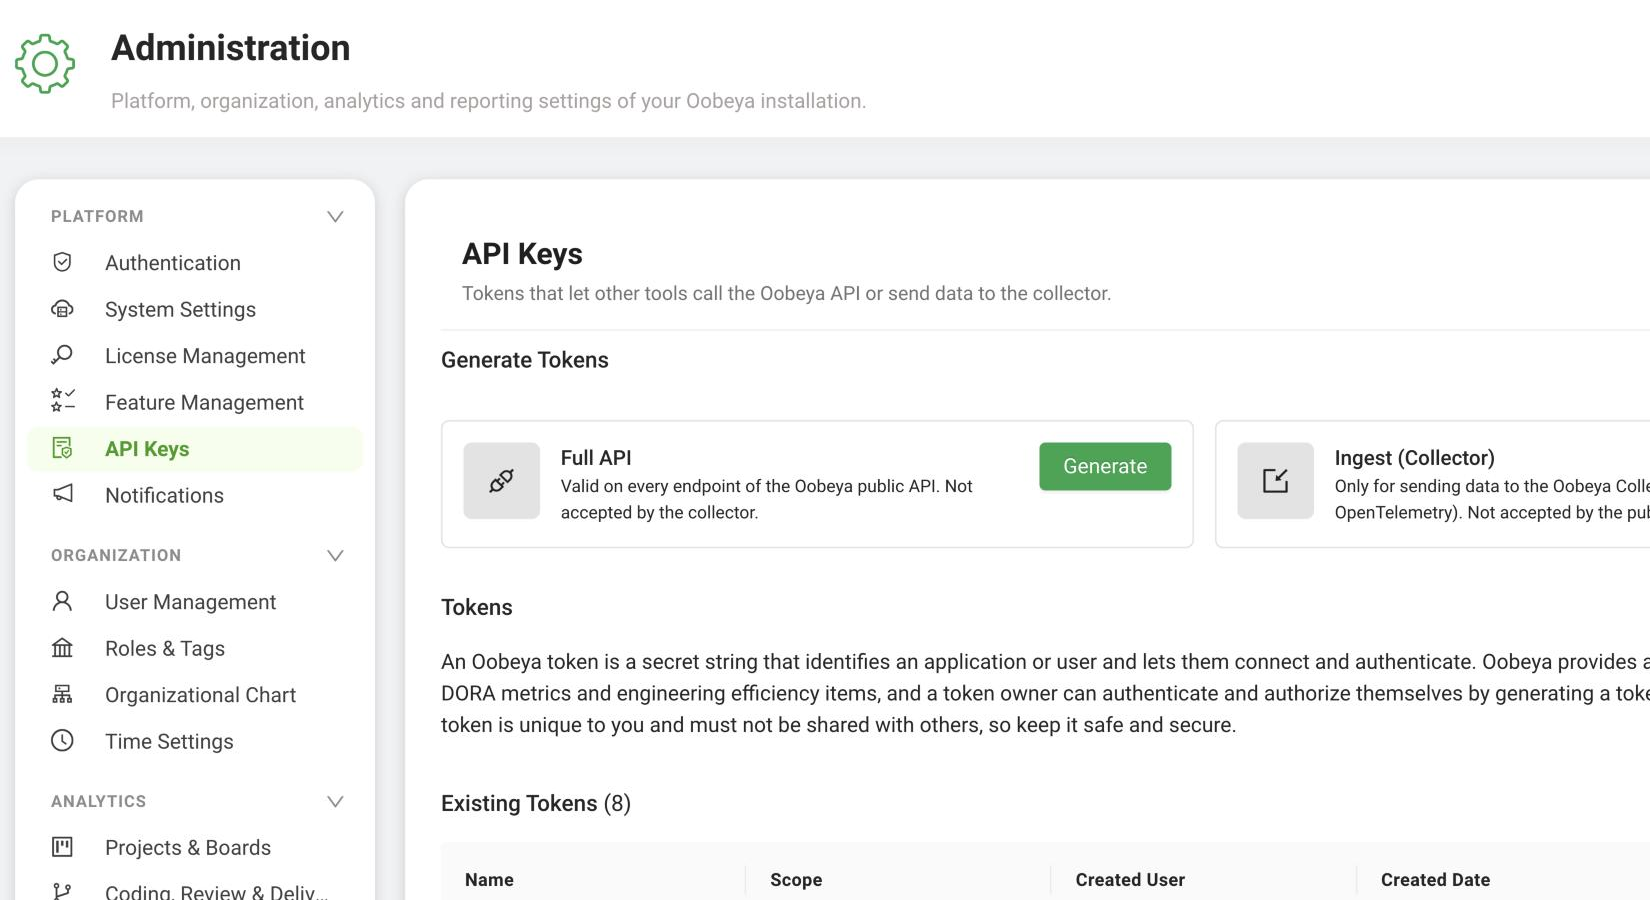 Administration
Platform, organization, analytics and reporting settings of your Oobeya installation.
PLATFORM
Authentication
System Settings
License Management
Feature Management
API Keys
Notifications
ORGANIZATION
User Management
Roles & Tags
Organizational Chart
Time Settings
ANALYTICS
Projects & Boards
Coding, Review & Deliv...
API Keys
Tokens that let other tools call the Oobeya API or send data to the collector.
Generate Tokens
Full API
Valid on every endpoint of the Oobeya public API. Not
accepted by the collector.
Generate
Ingest (Collector)
Only for sending data to the Oobeya
OpenTelemetry). Not accepted by the
Tokens
An Oobeya token is a secret string that identifies an application or user and lets them connect and authenticate. Oobeya provides
DORA metrics and engineering efficiency items, and a token owner can authenticate and authorize themselves by generating a
token is unique to you and must not be shared with others, so keep it safe and secure.
Existing Tokens (8)
Name
Scope
Created User
Created Date